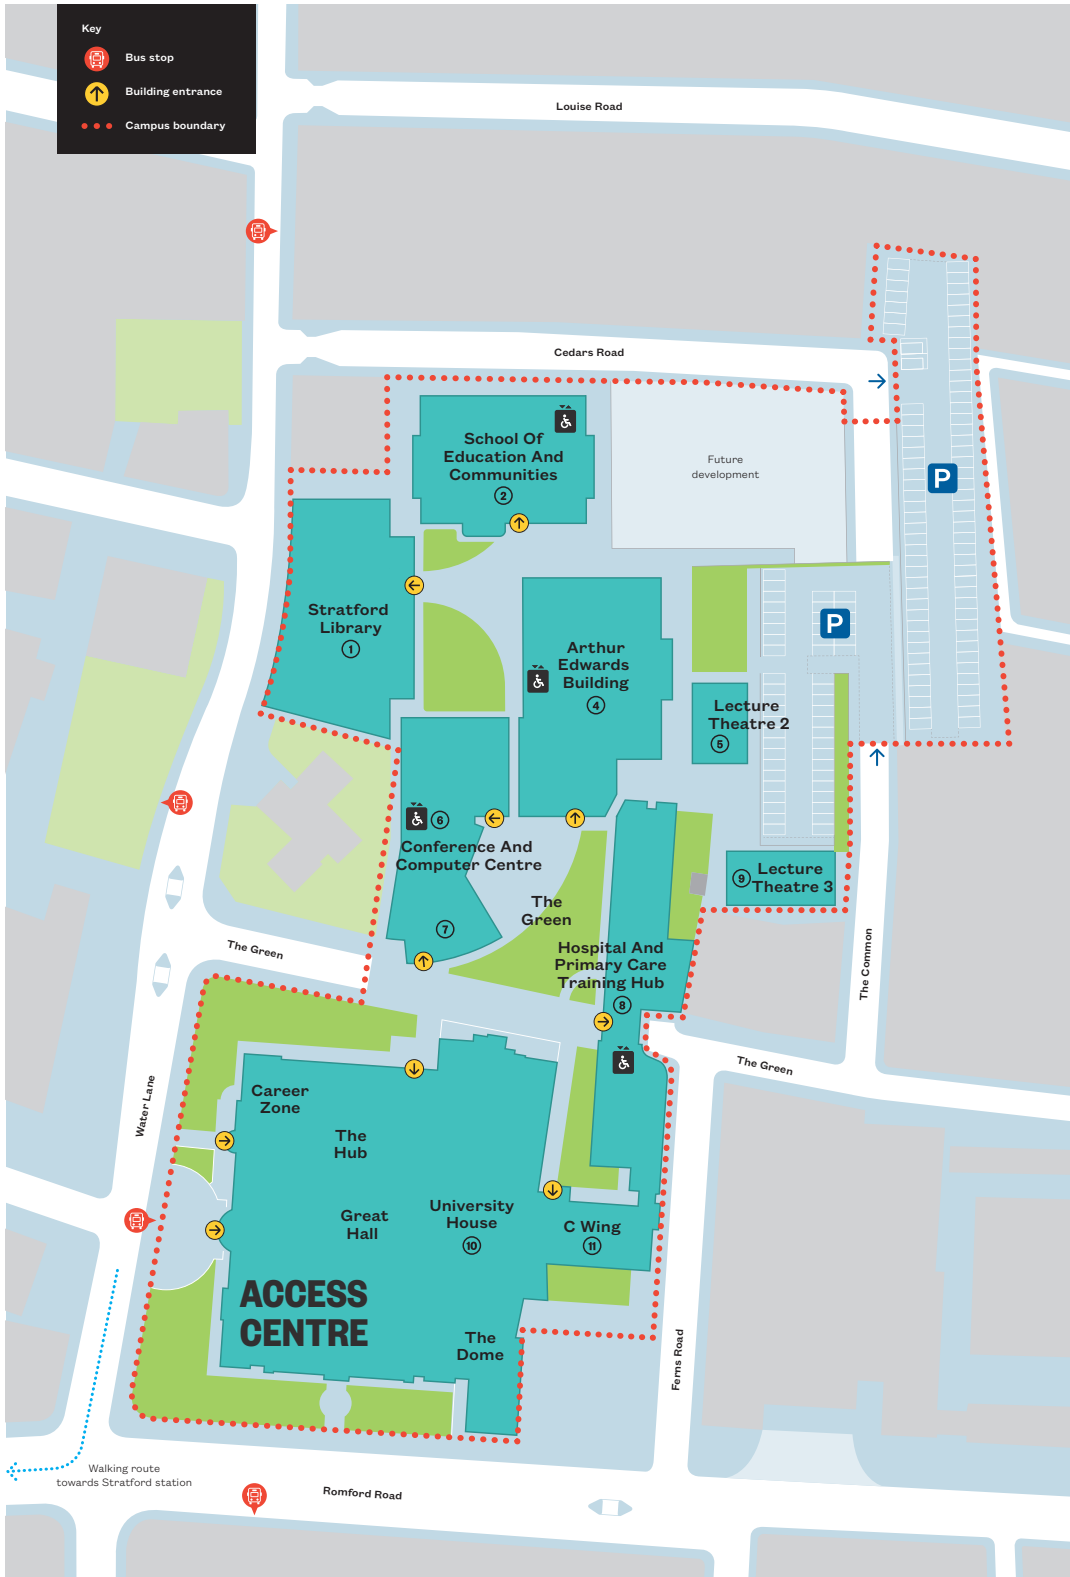 Key
Bus stop
Building entrance
Campus boundary
Louise Road
Cedars Road
School Of
Education And
Communities
2
Future
development
P
Stratford
Library
1
P
Arthur
Edwards
Building
4
Lecture
Theatre 2
5
6
Conference And
Computer Centre
9
Lecture
Theatre 3
The
Green
7
The Green
Hospital And
Primary Care
Training Hub
8
The Common
The Green
Water Lane
Career
Zone
The
Hub
Great
Hall
University
House
10
C Wing
11
ACCESS
CENTRE
The
Dome
Ferns Road
Walking route
towards Stratford station
Romford Road